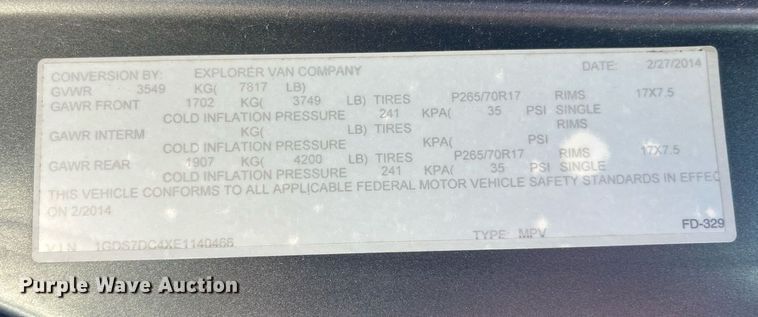 CONVERSION BY: EXPLORER VAN COMPANY DATE: 2/27/2014
GVWR 3549 KG( 7817 LB)
GAWR FRONT 1702 KG( 3749 LB) TIRES P265/70R17 RIMS 17X7.5
COLD INFLATION PRESSURE 241 KPA( 35 PSI SINGLE
GAWR INTERM KG( LB) TIRES RIMS
COLD INFLATION PRESSURE KPA( PSI
GAWR REAR 1907 KG( 4200 LB) TIRES P265/70R17 RIMS 17X7.5
COLD INFLATION PRESSURE 241 KPA( 35 PSI SINGLE
THIS VEHICLE CONFORMS TO ALL APPLICABLE FEDERAL MOTOR VEHICLE SAFETY STANDARDS IN EFFEC
ON 2/2014
FD-329
V.I.N. 1GDS7DC4XE1140468 TYPE: MPV
Purple Wave Auction